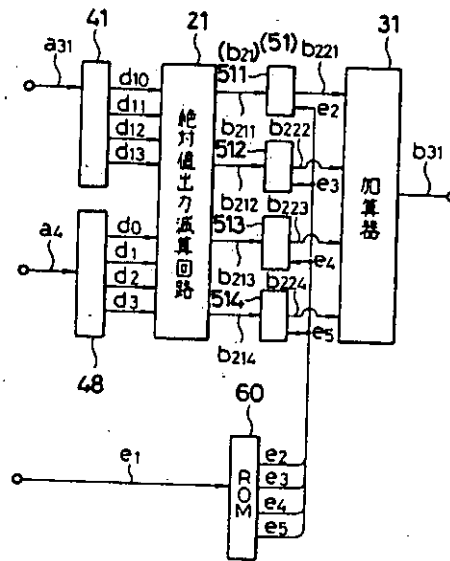 41
21
(b21)
(51)
31
a31
511
b221
d10
d11
d12
d13
b211
e2
512
b222
絶対値出力減算回路
加算器
b212
e3
b31
513
b223
d0
d1
d2
d3
a4
b213
e4
514
b224
b214
e5
48
60
e1
ROM
e2
e3
e4
e5